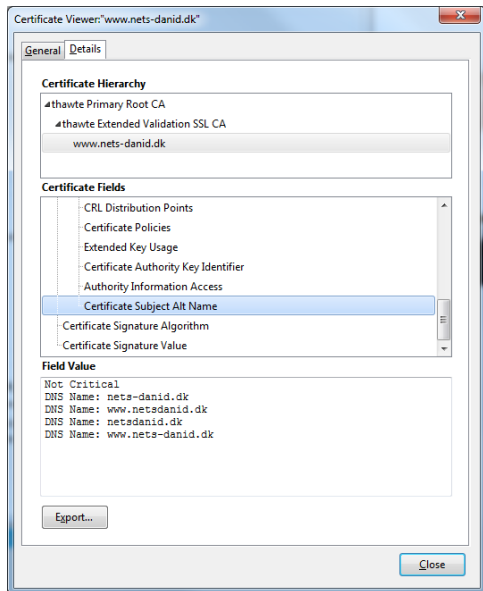 Certificate Viewer:"www.nets-danid.dk"
General Details
Certificate Hierarchy
thawte Primary Root CA
thawte Extended Validation SSL CA
www.nets-danid.dk
Certificate Fields
CRL Distribution Points
Certificate Policies
Extended Key Usage
Certificate Authority Key Identifier
Authority Information Access
Certificate Subject Alt Name
Certificate Signature Algorithm
Certificate Signature Value
Field Value
Not Critical
DNS Name: nets-danid.dk
DNS Name: www.netsdanid.dk
DNS Name: netsdanid.dk
DNS Name: www.nets-danid.dk
Export...
Close